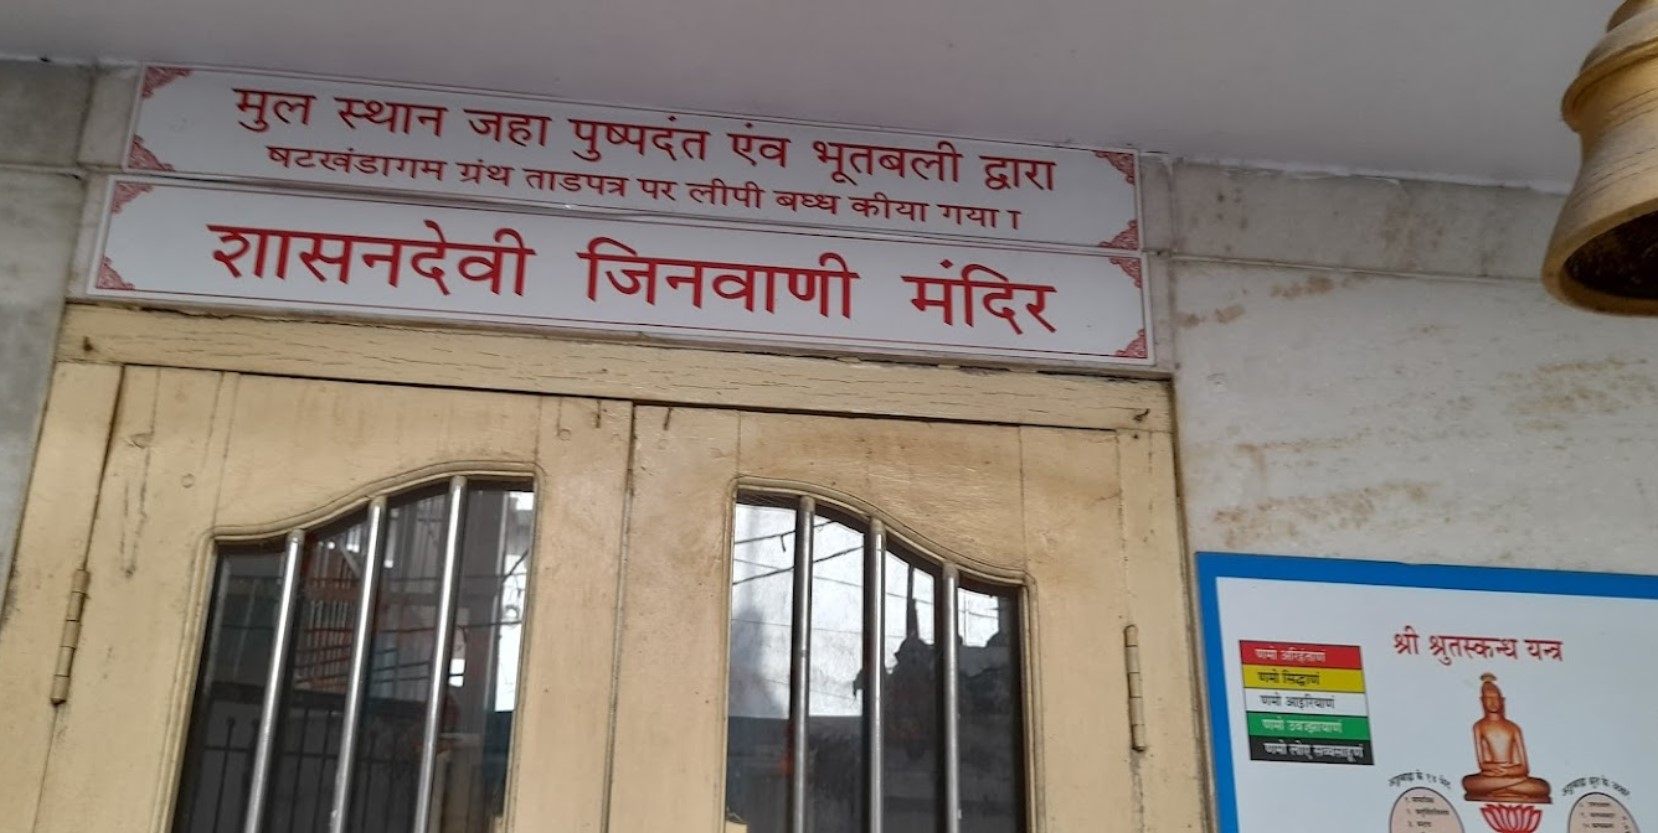 मुल स्थान जहा पुष्पदंत एंव भूतबली द्वारा
षटखंडागम ग्रंथ ताडपत्र पर लीपी बध्ध कीया गया ।
शासनदेवी जिनवाणी मंदिर
श्री श्रुतस्कन्ध यन्त्र
णमो अरिहंताणं
णमो सिद्धाणं
णमो आइरियाणं
णमो उवज्झायाणं
णमो लोए सव्वसाहूणं